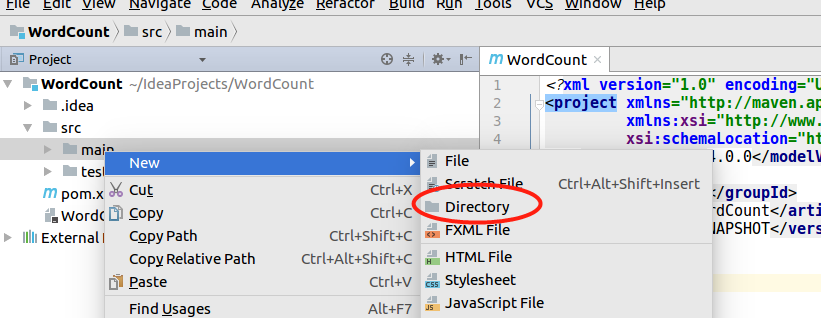 File Edit View Navigate Code Analyze Refactor Build Run Tools VCS Window Help
WordCount src main
Project
WordCount
WordCount ~/IdeaProjects/WordCount
.idea
src
main
test
pom.x
WordC
External
1 <?xml version="1.0" encoding="U
2 <project xmlns="http://maven.ap
3 xmlns:xsi="http://www.
4 xsi:schemaLocation="ht
4.0.0</modelV
</groupId>
rdCount</arti
SNAPSHOT</vers
New
Cut Ctrl+X
Copy Ctrl+C
Copy Path Ctrl+Shift+C
Copy Relative Path Ctrl+Alt+Shift+C
Paste Ctrl+V
Find Usages Alt+F7
File
Scratch File Ctrl+Alt+Shift+Insert
Directory
FXML File
HTML File
Stylesheet
JavaScript File